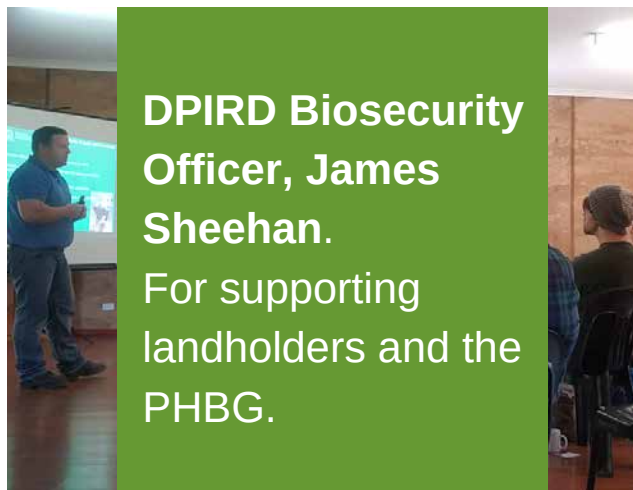 DPIRD Biosecurity
Officer, James
Sheehan.
For supporting
landholders and the
PHBG.